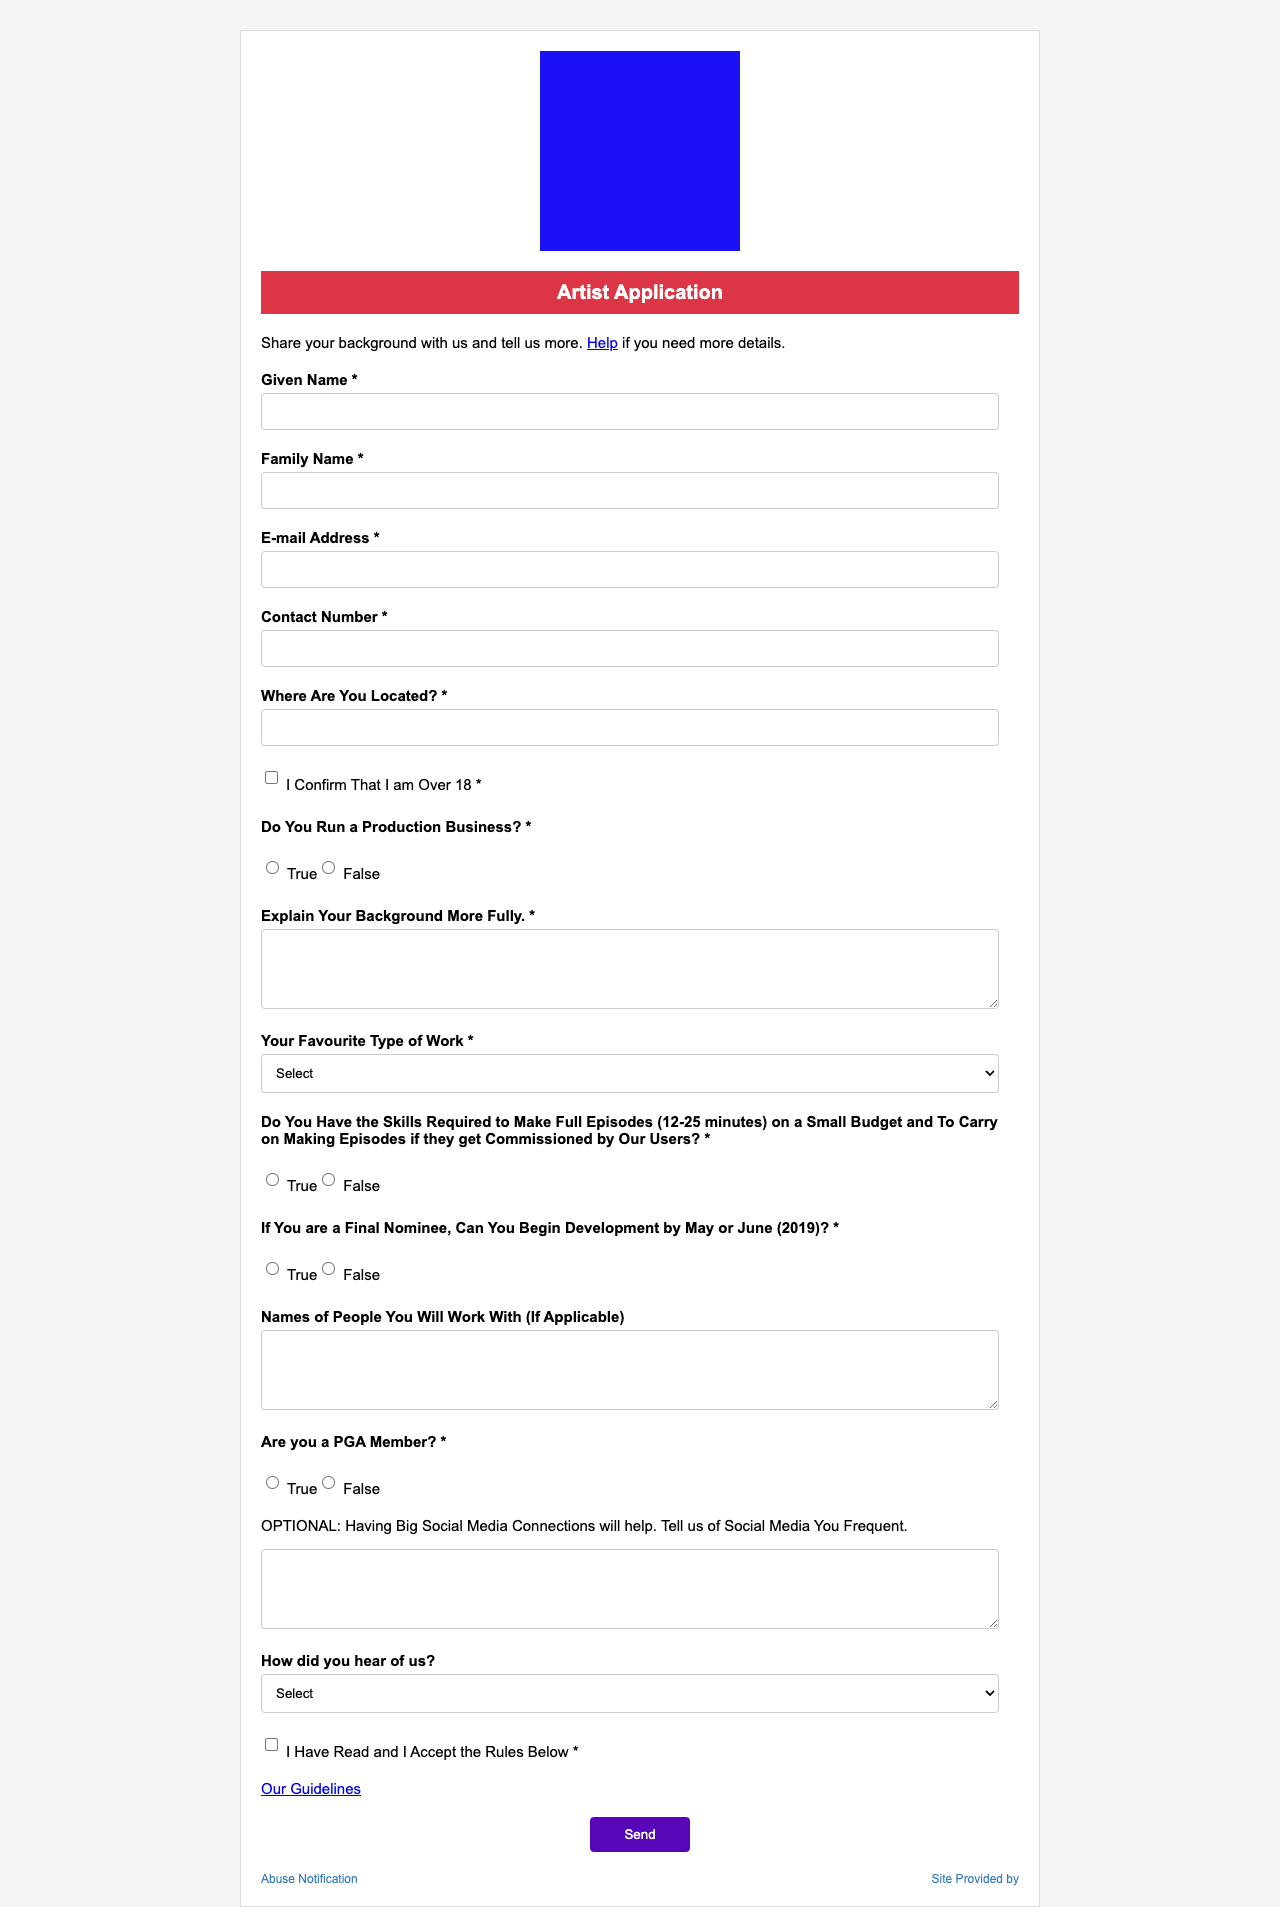 Artist Application
Share your background with us and tell us more. Help if you need more details.
Given Name *
Family Name *
E-mail Address *
Contact Number *
Where Are You Located? *
I Confirm That I am Over 18 *
Do You Run a Production Business? *
True False
Explain Your Background More Fully. *
Your Favourite Type of Work *
Select
Do You Have the Skills Required to Make Full Episodes (12-25 minutes) on a Small Budget and To Carry
on Making Episodes if they get Commissioned by Our Users? *
True False
If You are a Final Nominee, Can You Begin Development by May or June (2019)? *
True False
Names of People You Will Work With (If Applicable)
Are you a PGA Member? *
True False
OPTIONAL: Having Big Social Media Connections will help. Tell us of Social Media You Frequent.
How did you hear of us?
Select
I Have Read and I Accept the Rules Below *
Our Guidelines
Send
Abuse Notification Site Provided by